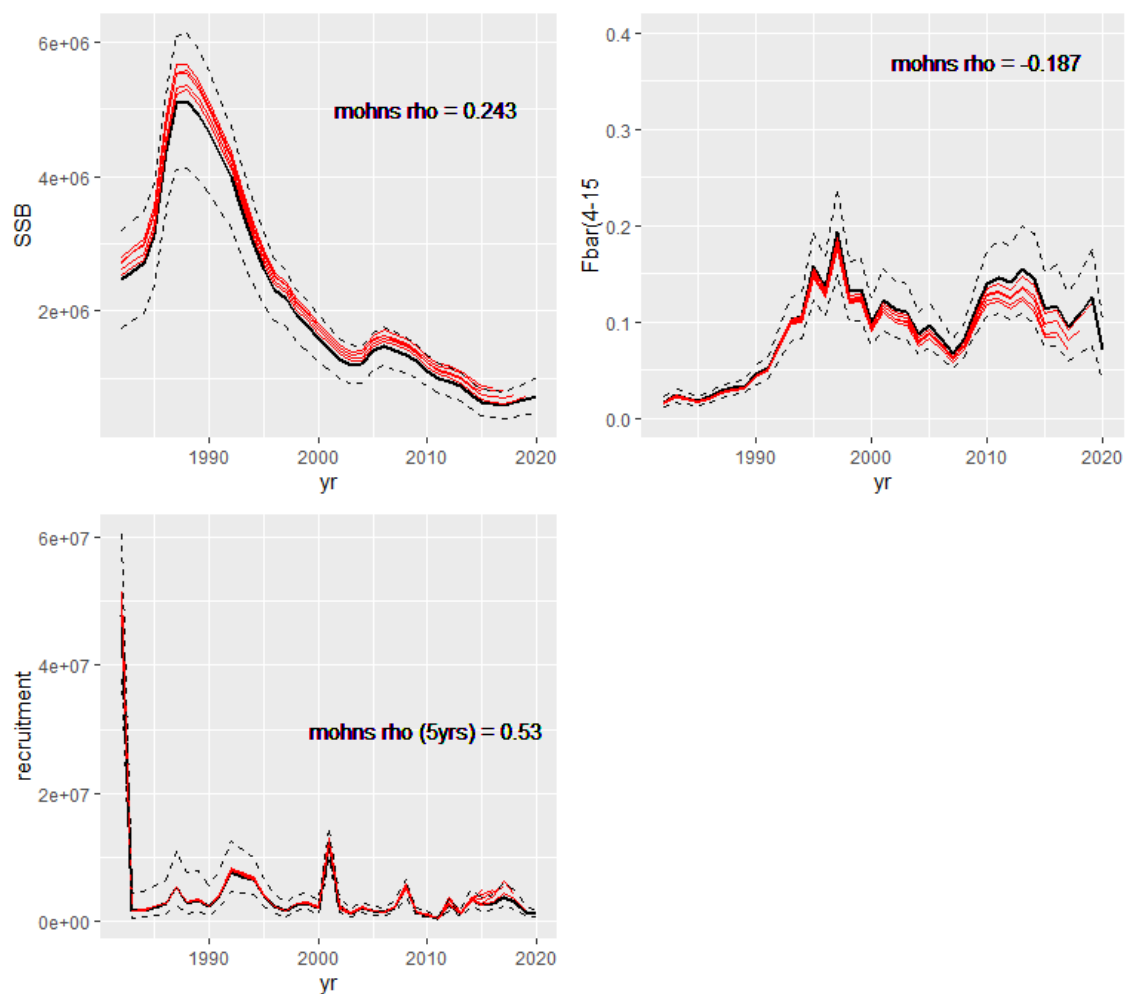 6e+06
4e+06
2e+06
SSB
mohns rho = 0.243
1990
2000
2010
2020
yr
0.4
0.3
0.2
0.1
0.0
Fbar(4-15
mohns rho = -0.187
1990
2000
2010
2020
yr
6e+07
4e+07
2e+07
0e+00
recruitment
mohns rho (5yrs) = 0.53
1990
2000
2010
2020
yr